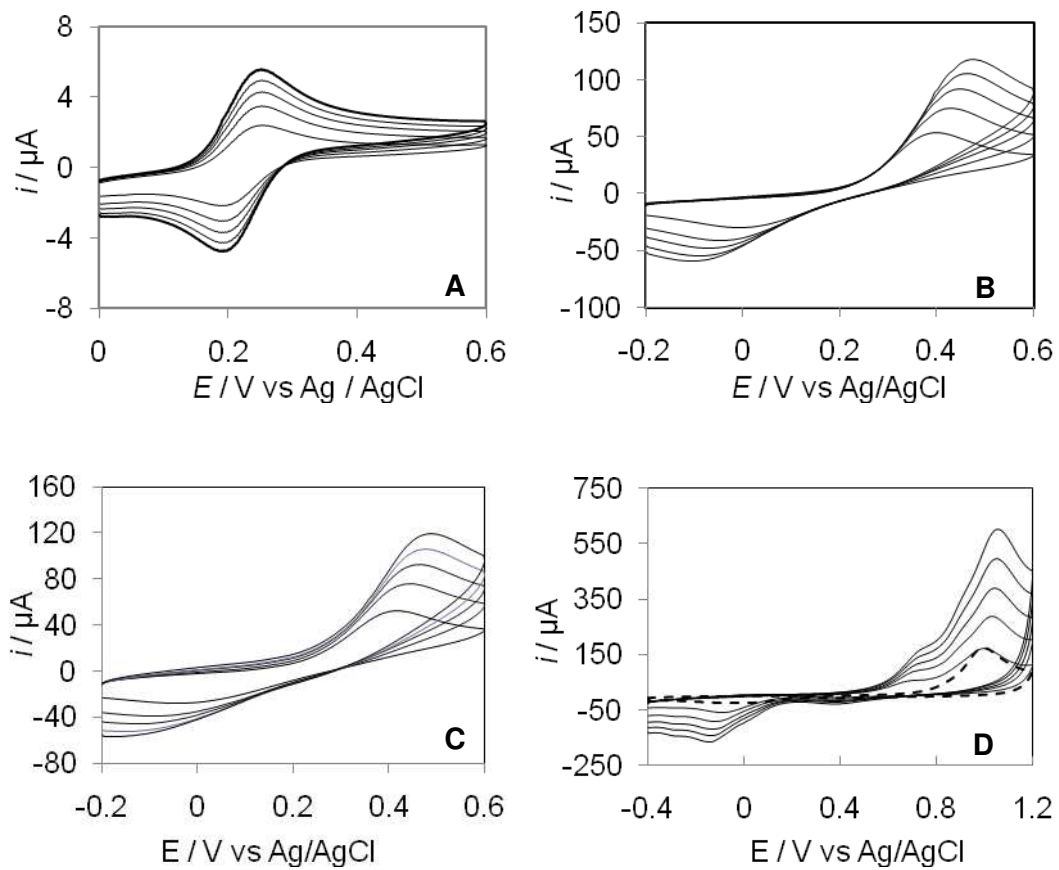 8
4
0
-4
-8
i / µA
A
0 0.2 0.4 0.6
E / V vs Ag / AgCl
150
100
50
0
-50
-100
i / µA
B
-0.2 0 0.2 0.4 0.6
E / V vs Ag/AgCl
160
120
80
40
0
-40
-80
i / µA
C
-0.2 0 0.2 0.4 0.6
E / V vs Ag/AgCl
750
550
350
150
-50
-250
i / µA
D
-0.4 0 0.4 0.8 1.2
E / V vs Ag/AgCl